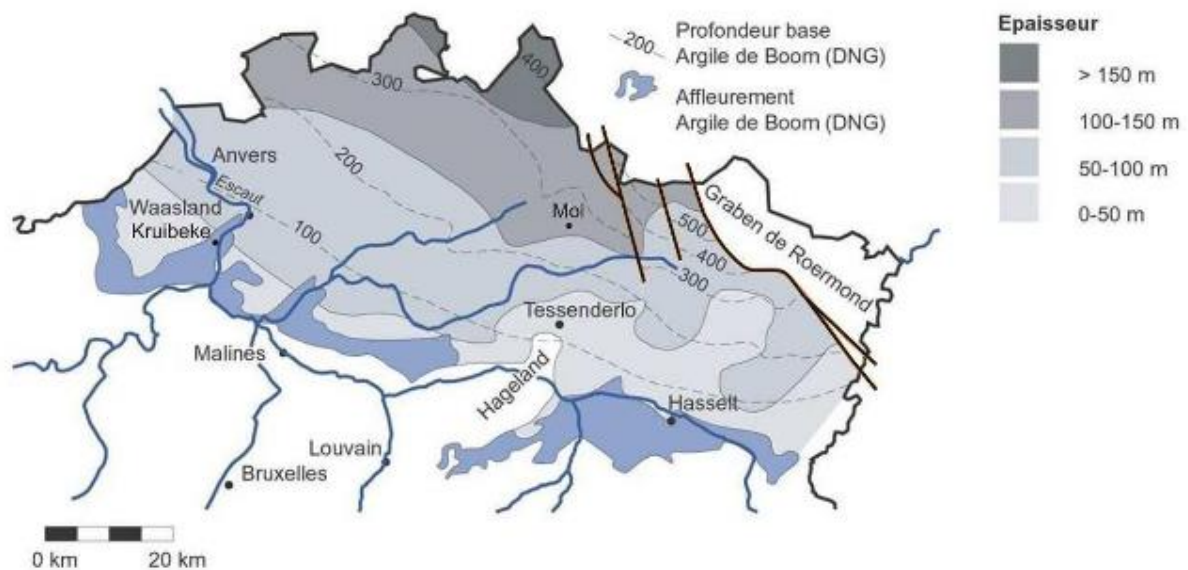 Epaisseur
> 150 m
100-150 m
50-100 m
0-50 m
200
Profondeur base
Argile de Boom (DNG)
Affleurement
Argile de Boom (DNG)
400
300
200
100
Anvers
Escaut
Waasland
Kruibeke
Mol
500
400
300
Graben de Roermond
Tessenderlo
Malines
Hageland
Hasselt
Louvain
Bruxelles
0 km
20 km